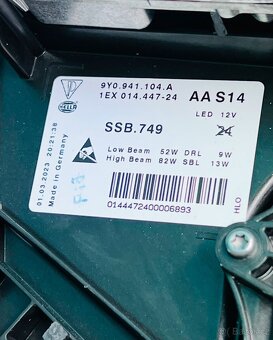 9Y0.941.104.A
1EX 014.447-24
AA S14
HELLA
LED 12V
SSB.749
24
Low Beam 52W DRL 9W
High Beam 82W SBL 13W
01.03.2023 20:21:38
Made in Germany
0144472400006893
HLO